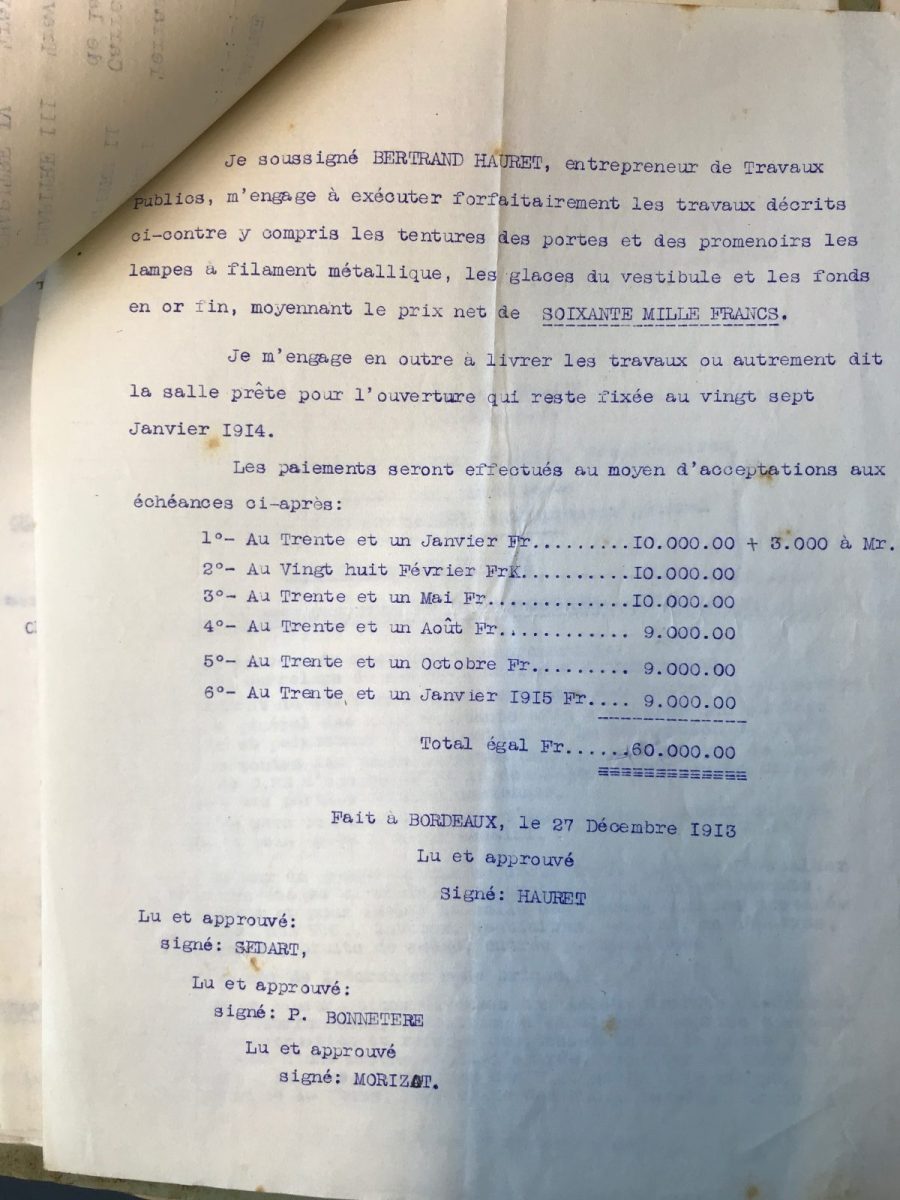 Je soussigné BERTRAND HAURET, entrepreneur de Travaux
Publics, m'engage à exécuter forfaitairement les travaux décrits
ci-contre y compris les tentures des portes et des promenoirs les
lampes à filament métallique, les glaces du vestibule et les fonds
en or fin, moyennant le prix net de SOIXANTE MILLE FRANCS.
Je m'engage en outre à livrer les travaux ou autrement dit
la salle prête pour l'ouverture qui reste fixée au vingt sept
Janvier 1914.
Les paiements seront effectués au moyen d'acceptations aux
échéances ci-après:
1°- Au Trente et un Janvier Fr.........10.000.00 + 3.000 à Mr.
2°- Au Vingt huit Février FrK..........10.000.00
3°- Au Trente et un Mai Fr.............10.000.00
4°- Au Trente et un Août Fr............ 9.000.00
5°- Au Trente et un Octobre Fr......... 9.000.00
6°- Au Trente et un Janvier 1915 Fr.... 9.000.00
Total égal Fr......60.000.00
Fait à BORDEAUX, le 27 Décembre 1913
Lu et approuvé
Signé: HAURET
Lu et approuvé:
signé: SEDART,
Lu et approuvé:
signé: P. BONNETERE
Lu et approuvé
signé: MORIZAT.